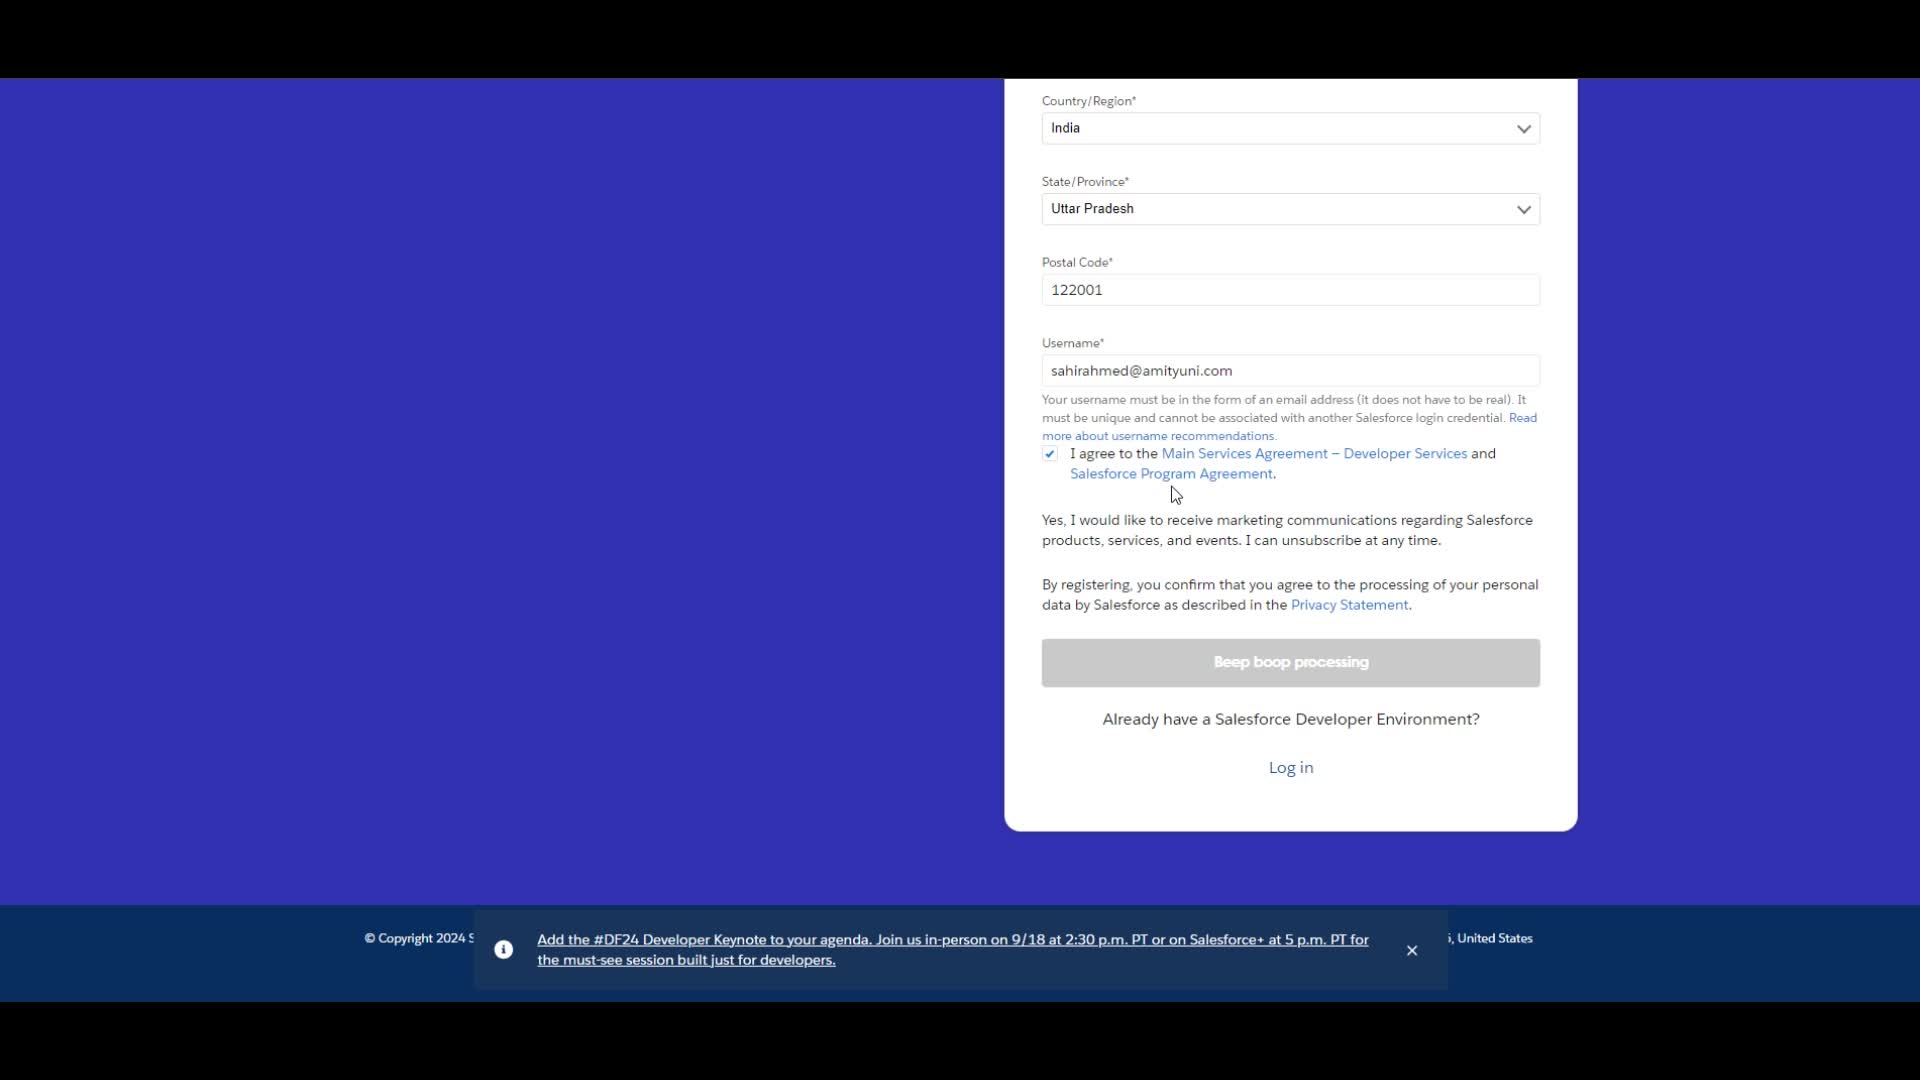 Country/Region*
India
State/Province*
Uttar Pradesh
Postal Code*
122001
Username*
sahirahmed@amityuni.com
Your username must be in the form of an email address (it does not have to be real). It
must be unique and cannot be associated with another Salesforce login credential. Read
more about username recommendations.
I agree to the Main Services Agreement – Developer Services and
Salesforce Program Agreement.
Yes, I would like to receive marketing communications regarding Salesforce
products, services, and events. I can unsubscribe at any time.
By registering, you confirm that you agree to the processing of your personal
data by Salesforce as described in the Privacy Statement.
Beep boop processing
Already have a Salesforce Developer Environment?
Log in
© Copyright 2024 S
Add the #DF24 Developer Keynote to your agenda. Join us in-person on 9/18 at 2:30 p.m. PT or on Salesforce+ at 5 p.m. PT for
the must-see session built just for developers.
, United States